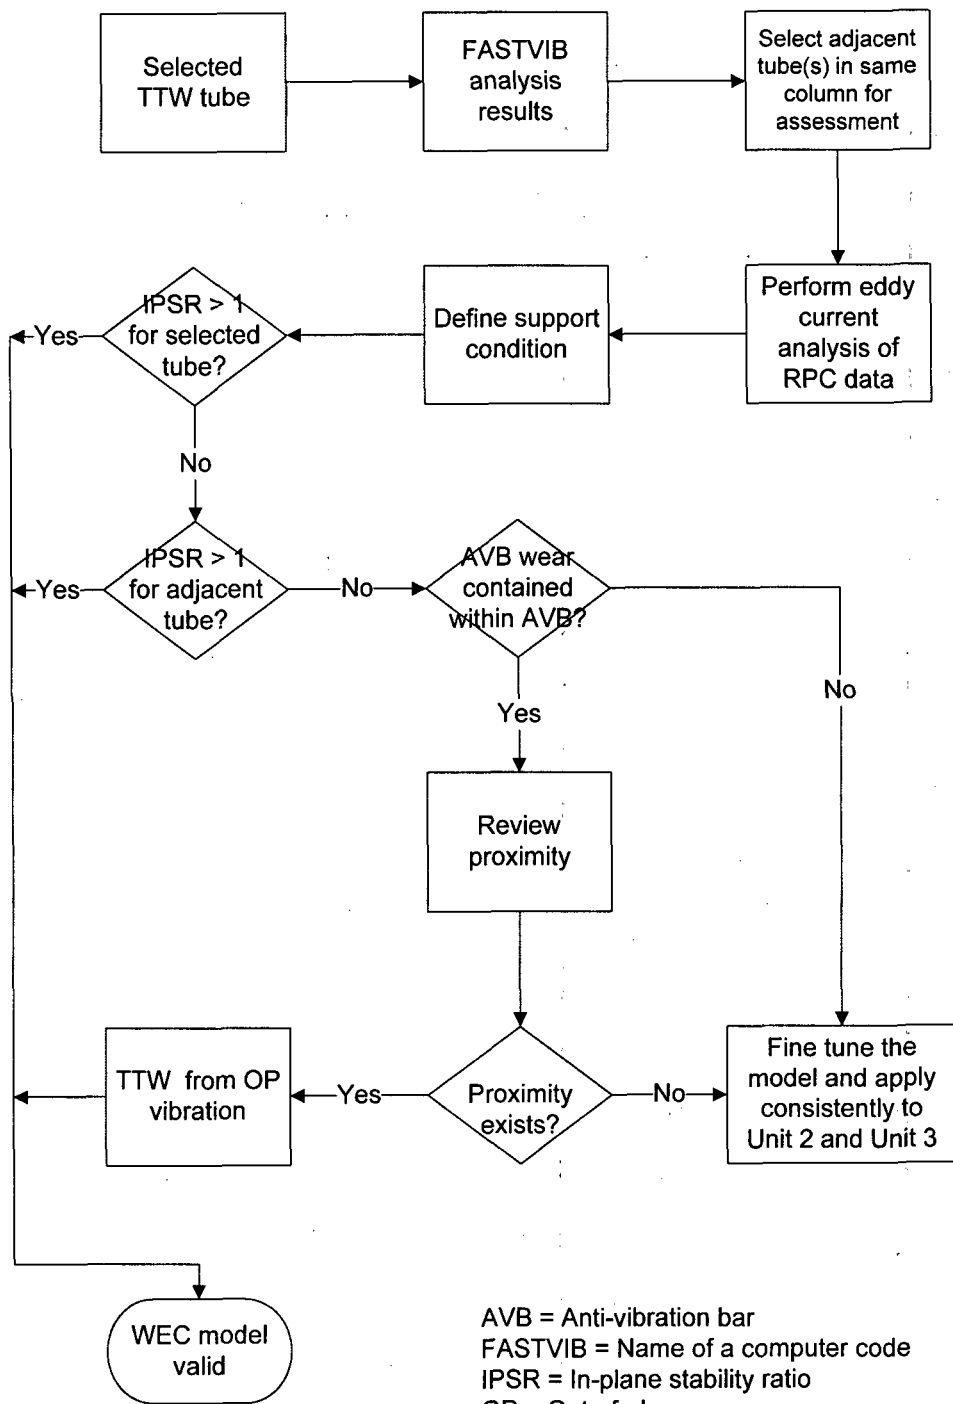 Selected
TTW tube
FASTVIB
analysis
results
Select adjacent
tube(s) in same
column for
assessment
Perform eddy
current
analysis of
RPC data
Define support
condition
IPSR > 1
for selected
tube?
Yes
No
IPSR > 1
for adjacent
tube?
Yes
No
AVB wear
contained
within AVB?
No
Yes
Review
proximity
Proximity
exists?
Yes
No
TTW from OP
vibration
Fine tune the
model and apply
consistently to
Unit 2 and Unit 3
WEC model
valid
AVB = Anti-vibration bar
FASTVIB = Name of a computer code
IPSR = In-plane stability ratio